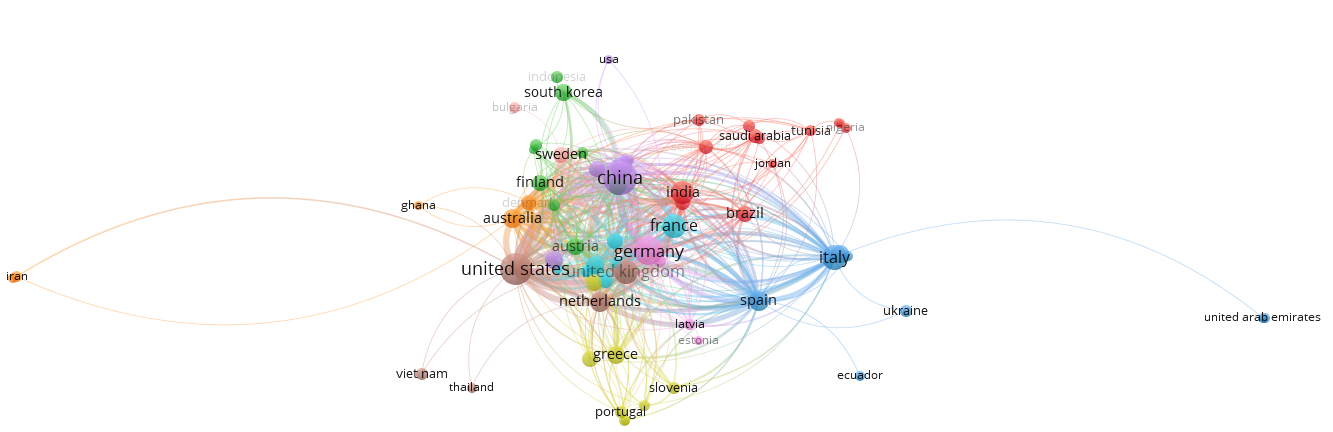 usa
indonesia
south korea
bulgaria
pakistan
saudi arabia
tunisia
nigeria
sweden
jordan
china
finland
india
denmark
ghana
australia
brazil
france
austria
germany
italy
united states
united kingdom
iran
netherlands
spain
ukraine
united arab emirates
latvia
estonia
greece
viet nam
thailand
slovenia
ecuador
portugal